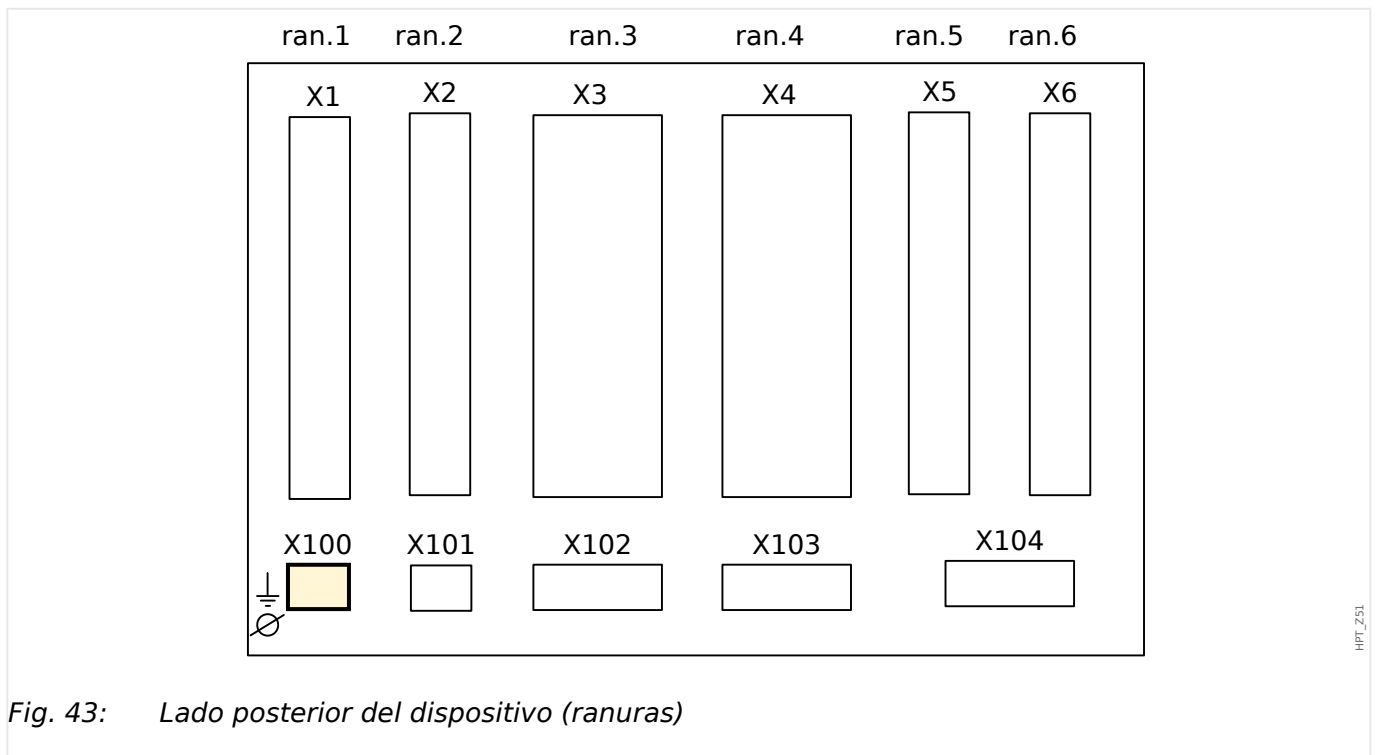 ran.1 ran.2 ran.3 ran.4 ran.5 ran.6
X1 X2 X3 X4 X5 X6
X100 X101 X102 X103 X104
HPT_Z51
Fig. 43: Lado posterior del dispositivo (ranuras)